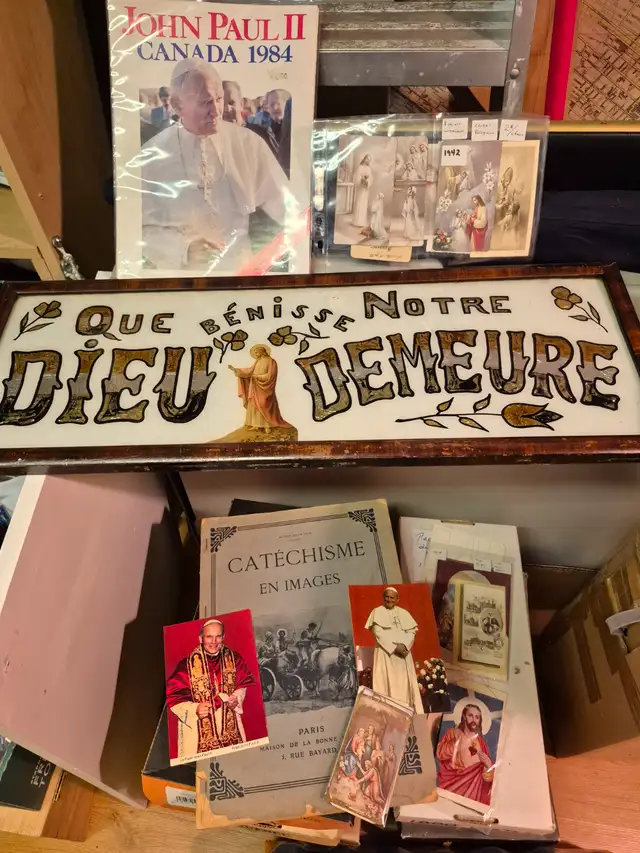 JOHN PAUL II
CANADA 1984
1942
QUE BÉNISSE NOTRE
DIEU DEMEURE
CATÉCHISME
EN IMAGES
PARIS
MAISON DE LA BONNE
5, RUE BAYARD